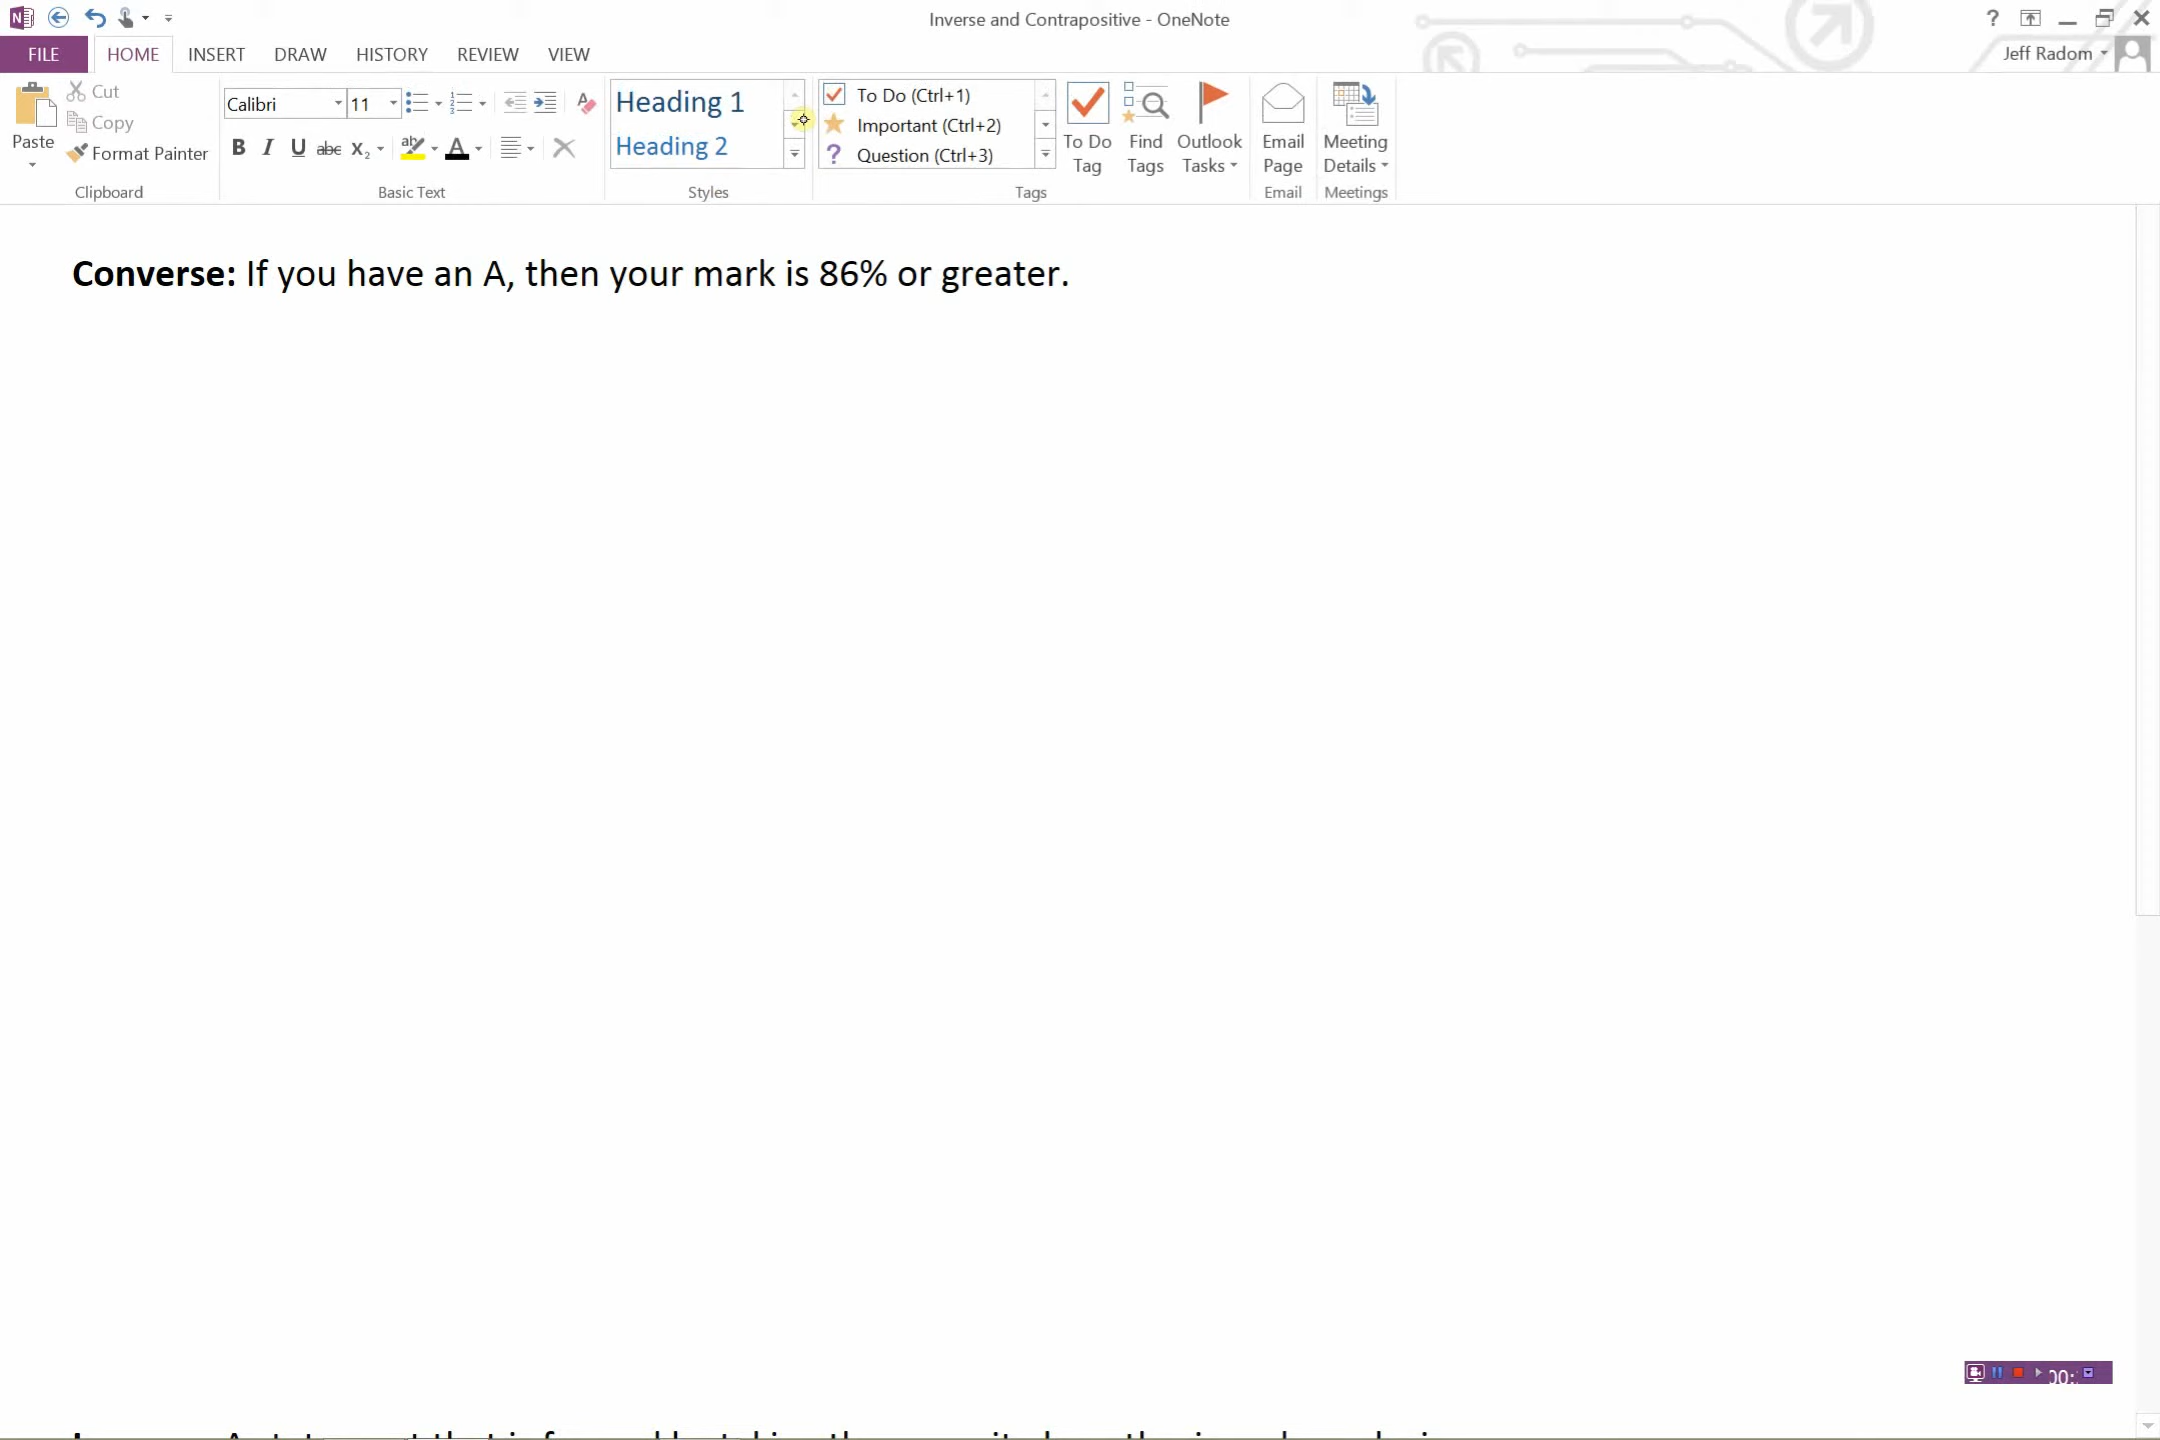 Inverse and Contrapositive - OneNote
?
FILE HOME INSERT DRAW HISTORY REVIEW VIEW
Jeff Radom
Paste
Cut
Copy
Format Painter
Clipboard
Calibri 11
B I U abc X2 ab A
Basic Text
Heading 1
Heading 2
Styles
To Do (Ctrl+1)
Important (Ctrl+2)
Question (Ctrl+3)
To Do Tag
Find Tags
Outlook Tasks
Tags
Email Page
Email
Meeting Details
Meetings
Converse: If you have an A, then your mark is 86% or greater.
00: